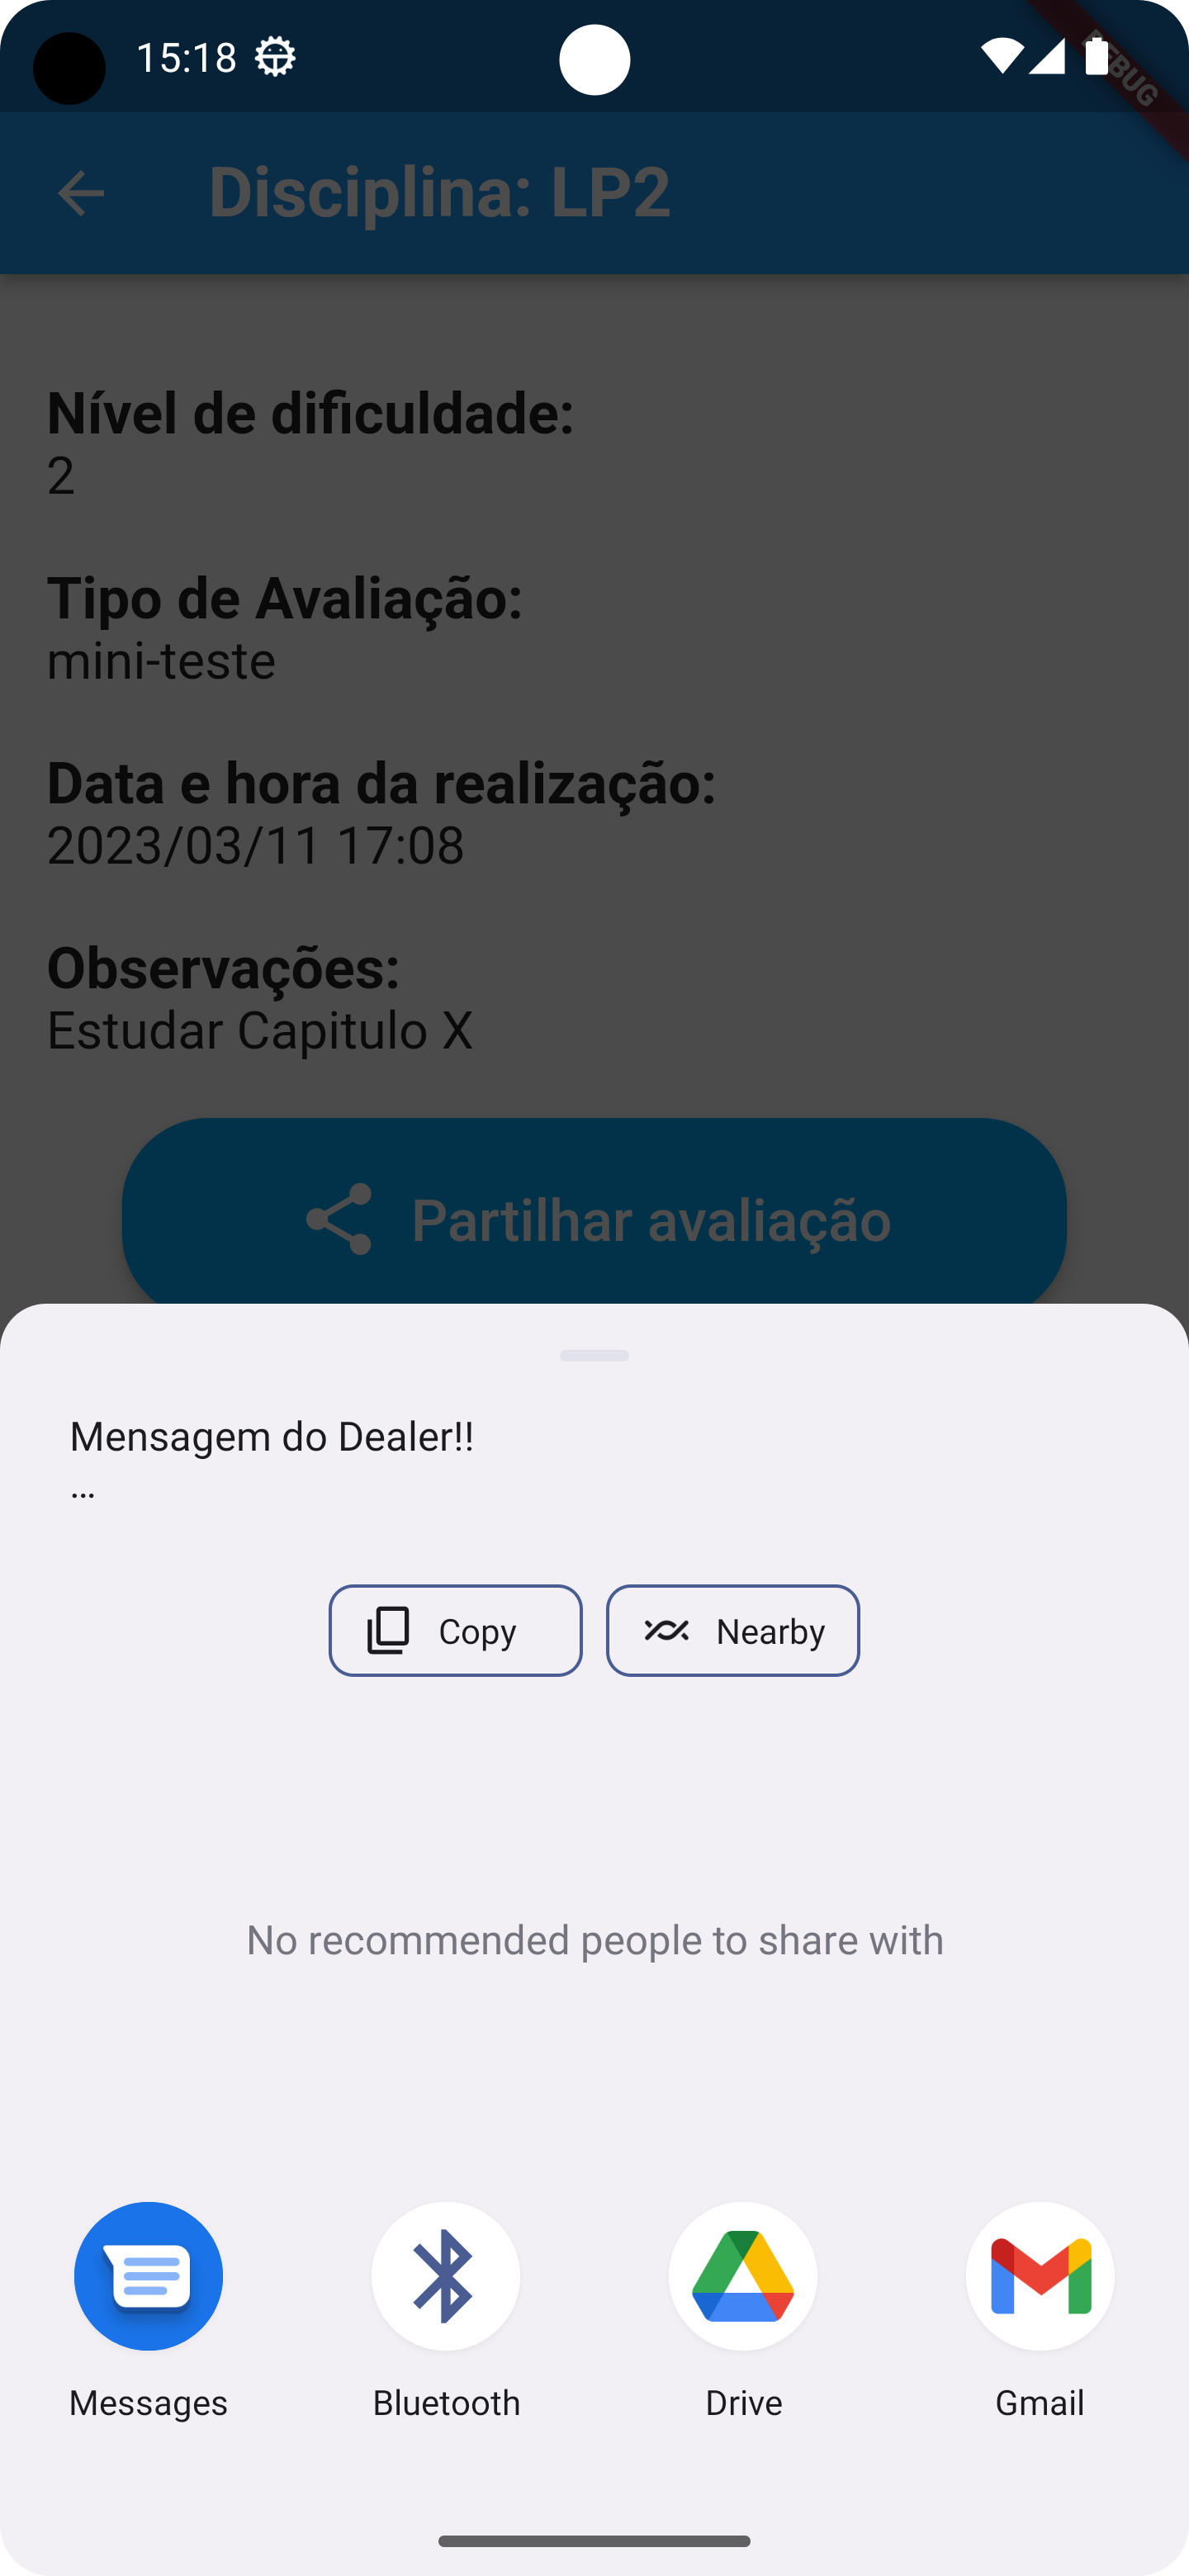 15:18
DEBUG
Disciplina: LP2
Nível de dificuldade:
2
Tipo de Avaliação:
mini-teste
Data e hora da realização:
2023/03/11 17:08
Observações:
Estudar Capitulo X
Partilhar avaliação
Mensagem do Dealer!!
…
Copy
Nearby
No recommended people to share with
Messages
Bluetooth
Drive
Gmail